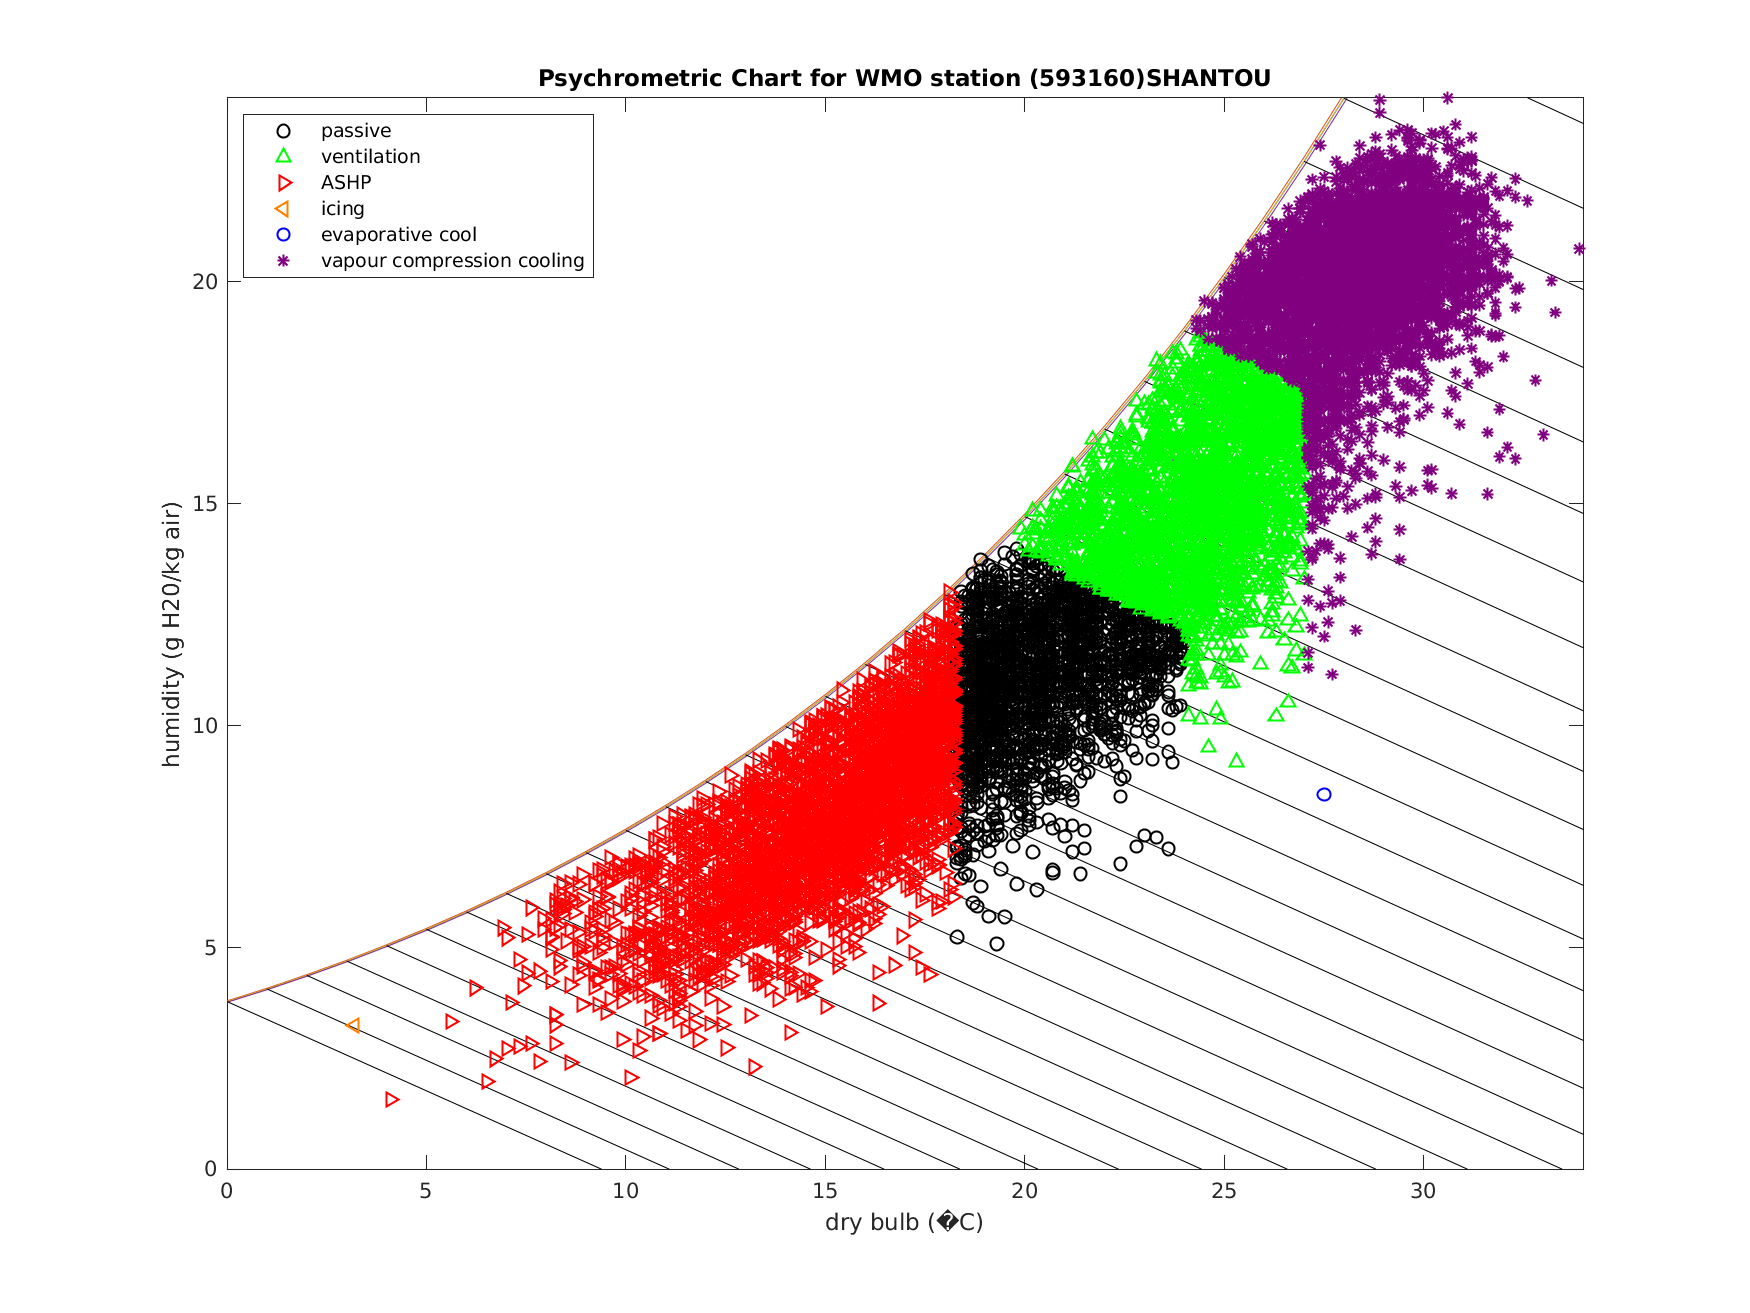 Psychrometric Chart for WMO station (593160)SHANTOU
passive
ventilation
ASHP
icing
evaporative cool
vapour compression cooling
humidity (g H20/kg air)
20
15
10
5
0
0 5 10 15 20 25 30
dry bulb (�C)